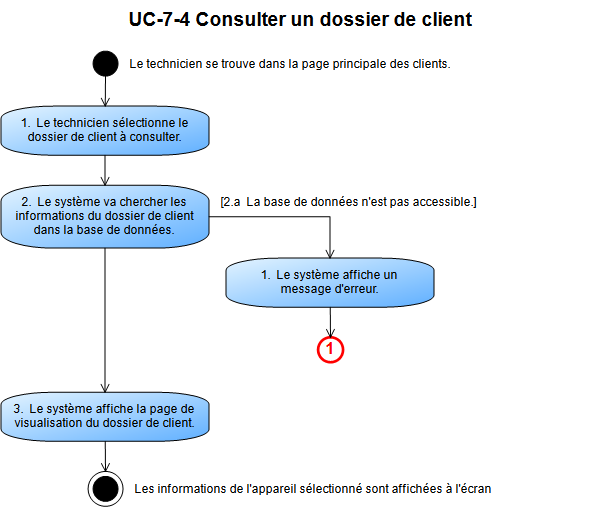 UC-7-4 Consulter un dossier de client
Le technicien se trouve dans la page principale des clients.
1. Le technicien sélectionne le
dossier de client à consulter.
2. Le système va chercher les
informations du dossier de client
dans la base de données.
[2.a La base de données n'est pas accessible.]
1. Le système affiche un
message d'erreur.
1
3. Le système affiche la page de
visualisation du dossier de client.
Les informations de l'appareil sélectionné sont affichées à l'écran